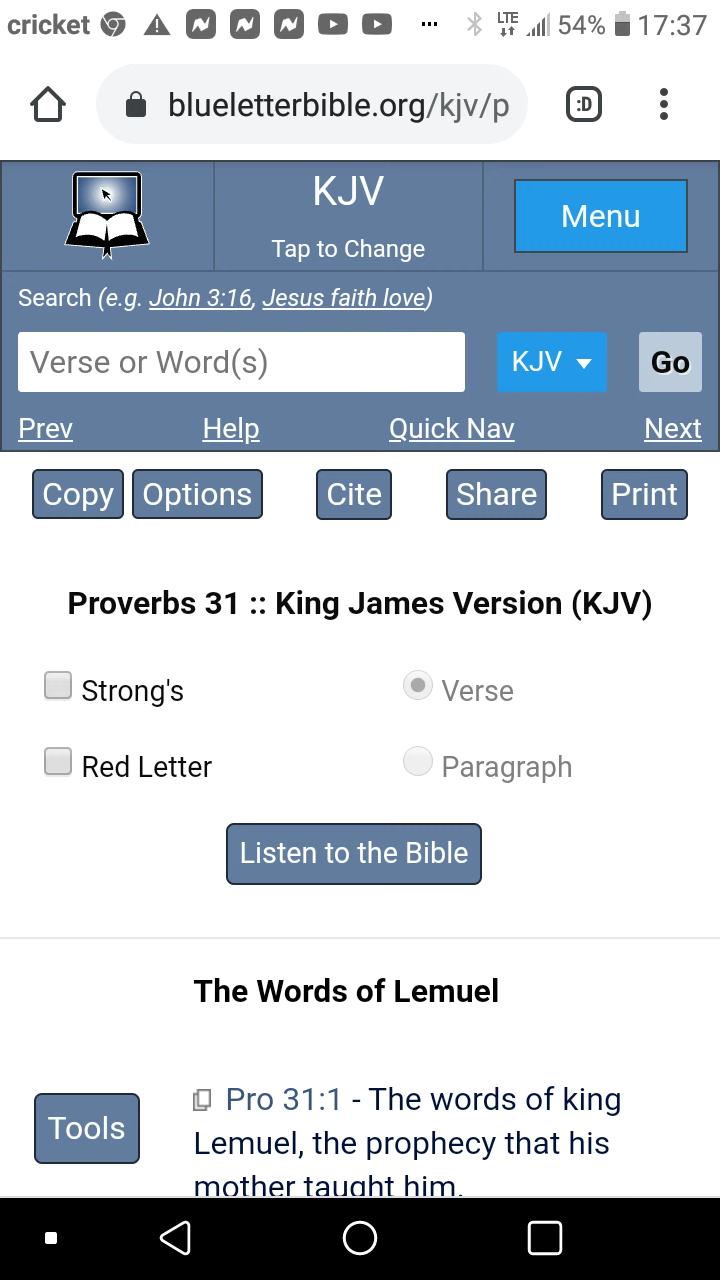 cricket LTE 54% 17:37
blueletterbible.org/kjv/p :D
KJV
Tap to Change
Menu
Search (e.g. John 3:16, Jesus faith love)
Verse or Word(s) KJV Go
Prev Help Quick Nav Next
Copy Options Cite Share Print
Proverbs 31 :: King James Version (KJV)
Strong's Verse
Red Letter Paragraph
Listen to the Bible
The Words of Lemuel
Tools
Pro 31:1 - The words of king
Lemuel, the prophecy that his
mother taught him.